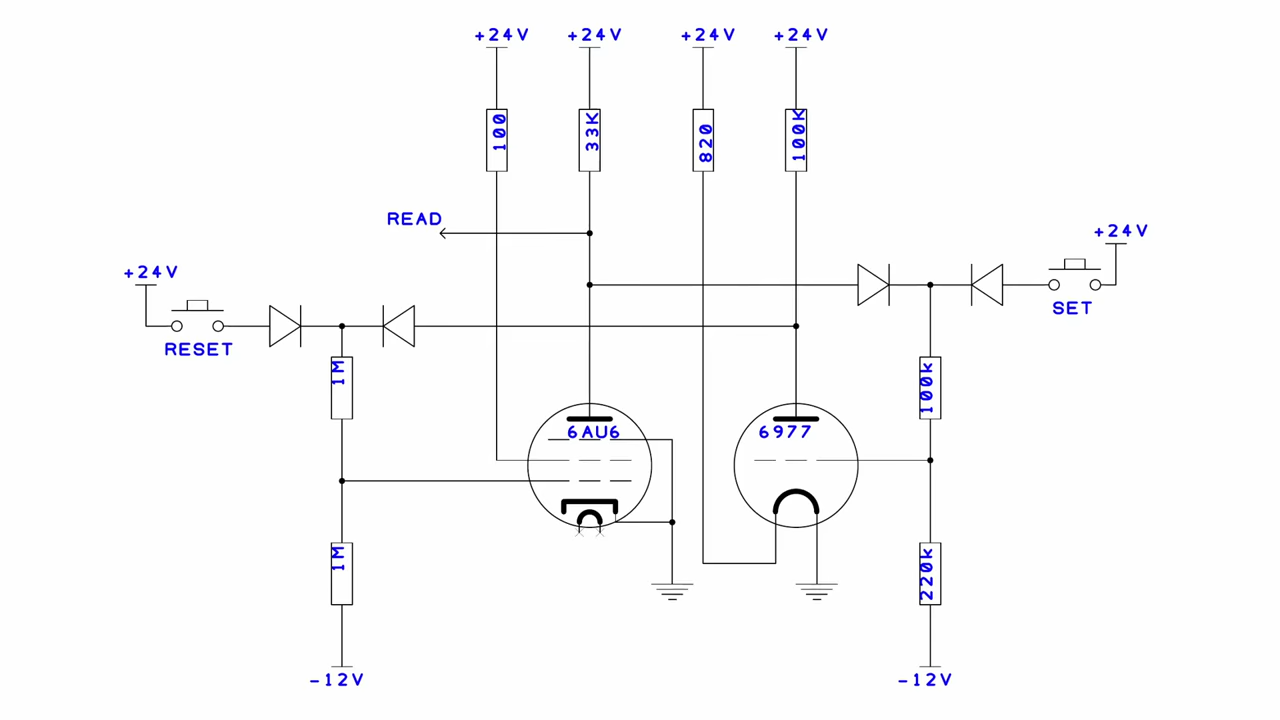 +24V +24V +24V +24V
100 33K 820 100K
READ
+24V
+24V
SET
RESET
1M 100k
6AU6 6977
1M 220k
-12V -12V